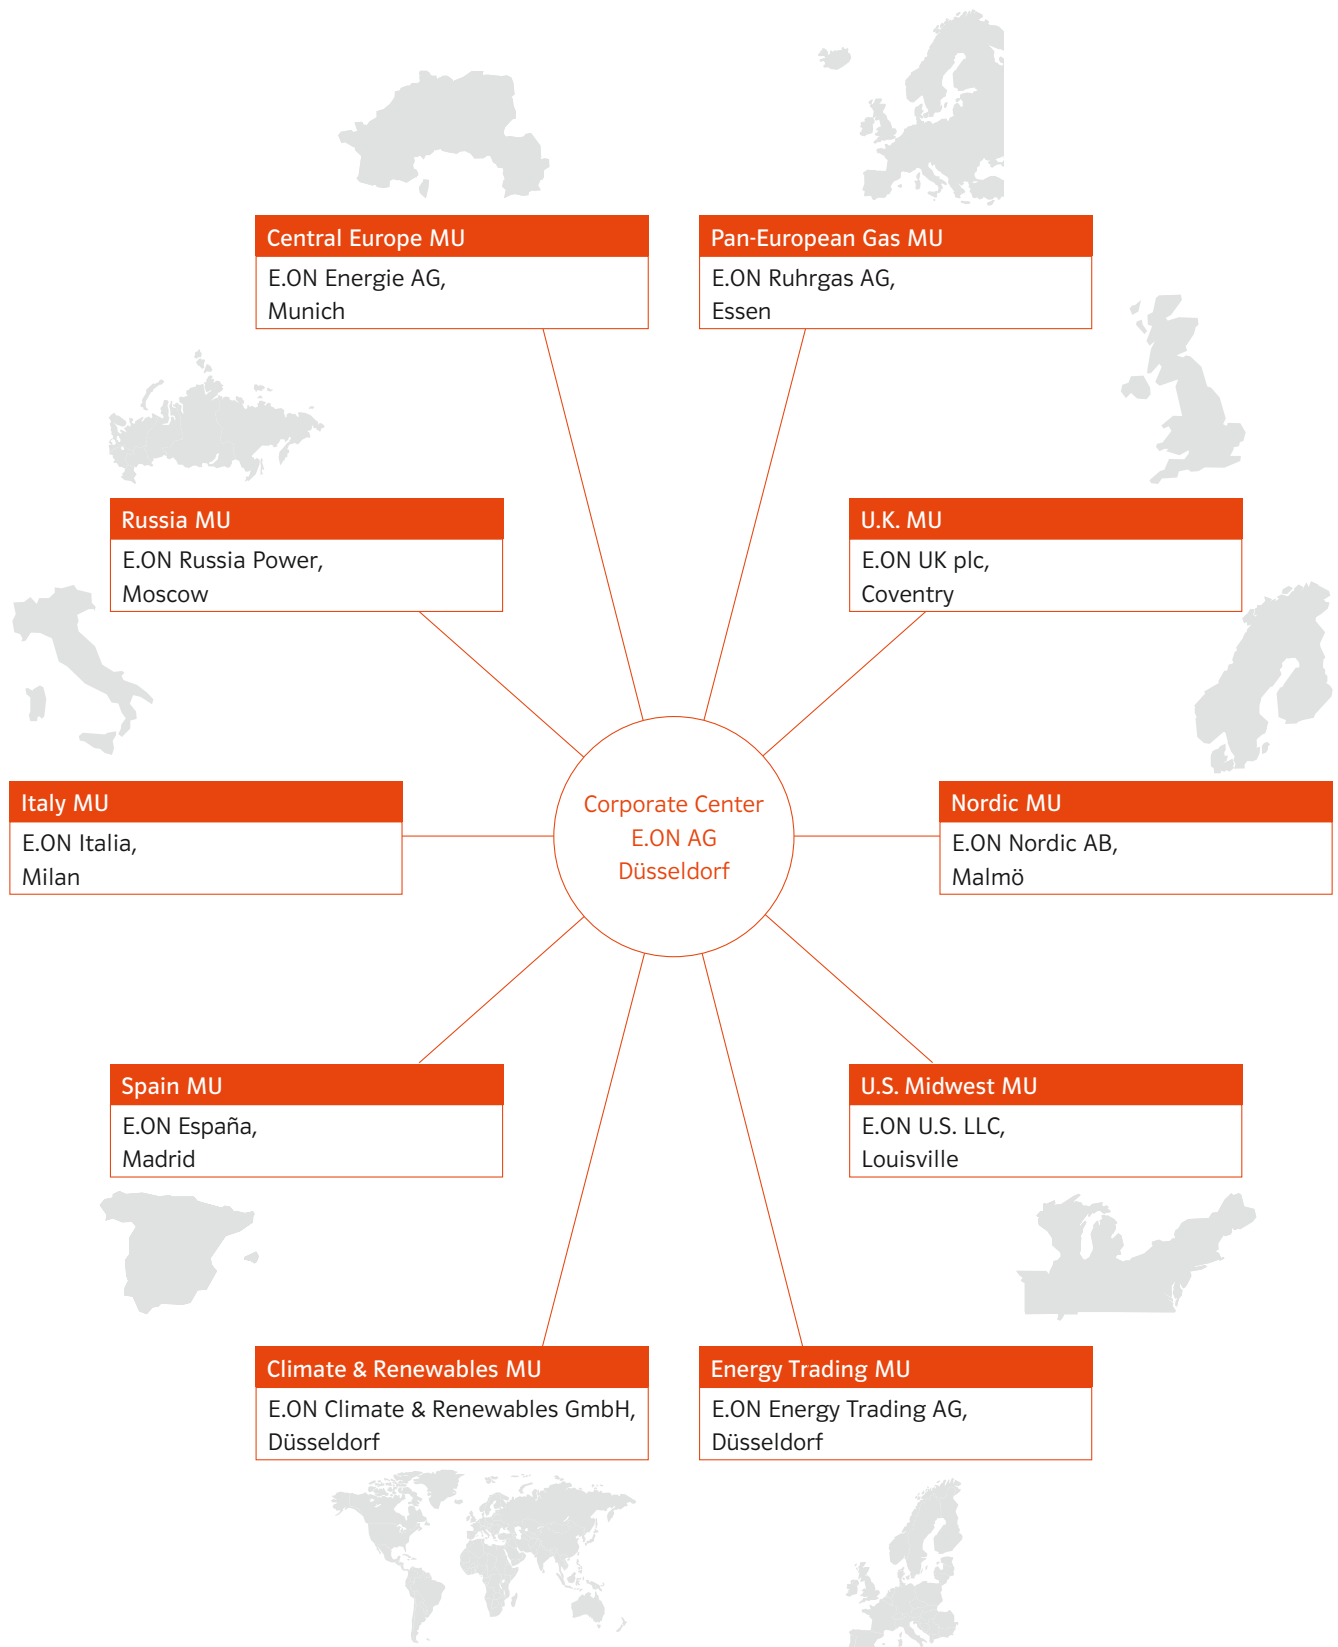 Central Europe MU
E.ON Energie AG,
Munich
Pan-European Gas MU
E.ON Ruhrgas AG,
Essen
Russia MU
E.ON Russia Power,
Moscow
U.K. MU
E.ON UK plc,
Coventry
Italy MU
E.ON Italia,
Milan
Corporate Center
E.ON AG
Düsseldorf
Nordic MU
E.ON Nordic AB,
Malmö
Spain MU
E.ON España,
Madrid
U.S. Midwest MU
E.ON U.S. LLC,
Louisville
Climate & Renewables MU
E.ON Climate & Renewables GmbH,
Düsseldorf
Energy Trading MU
E.ON Energy Trading AG,
Düsseldorf